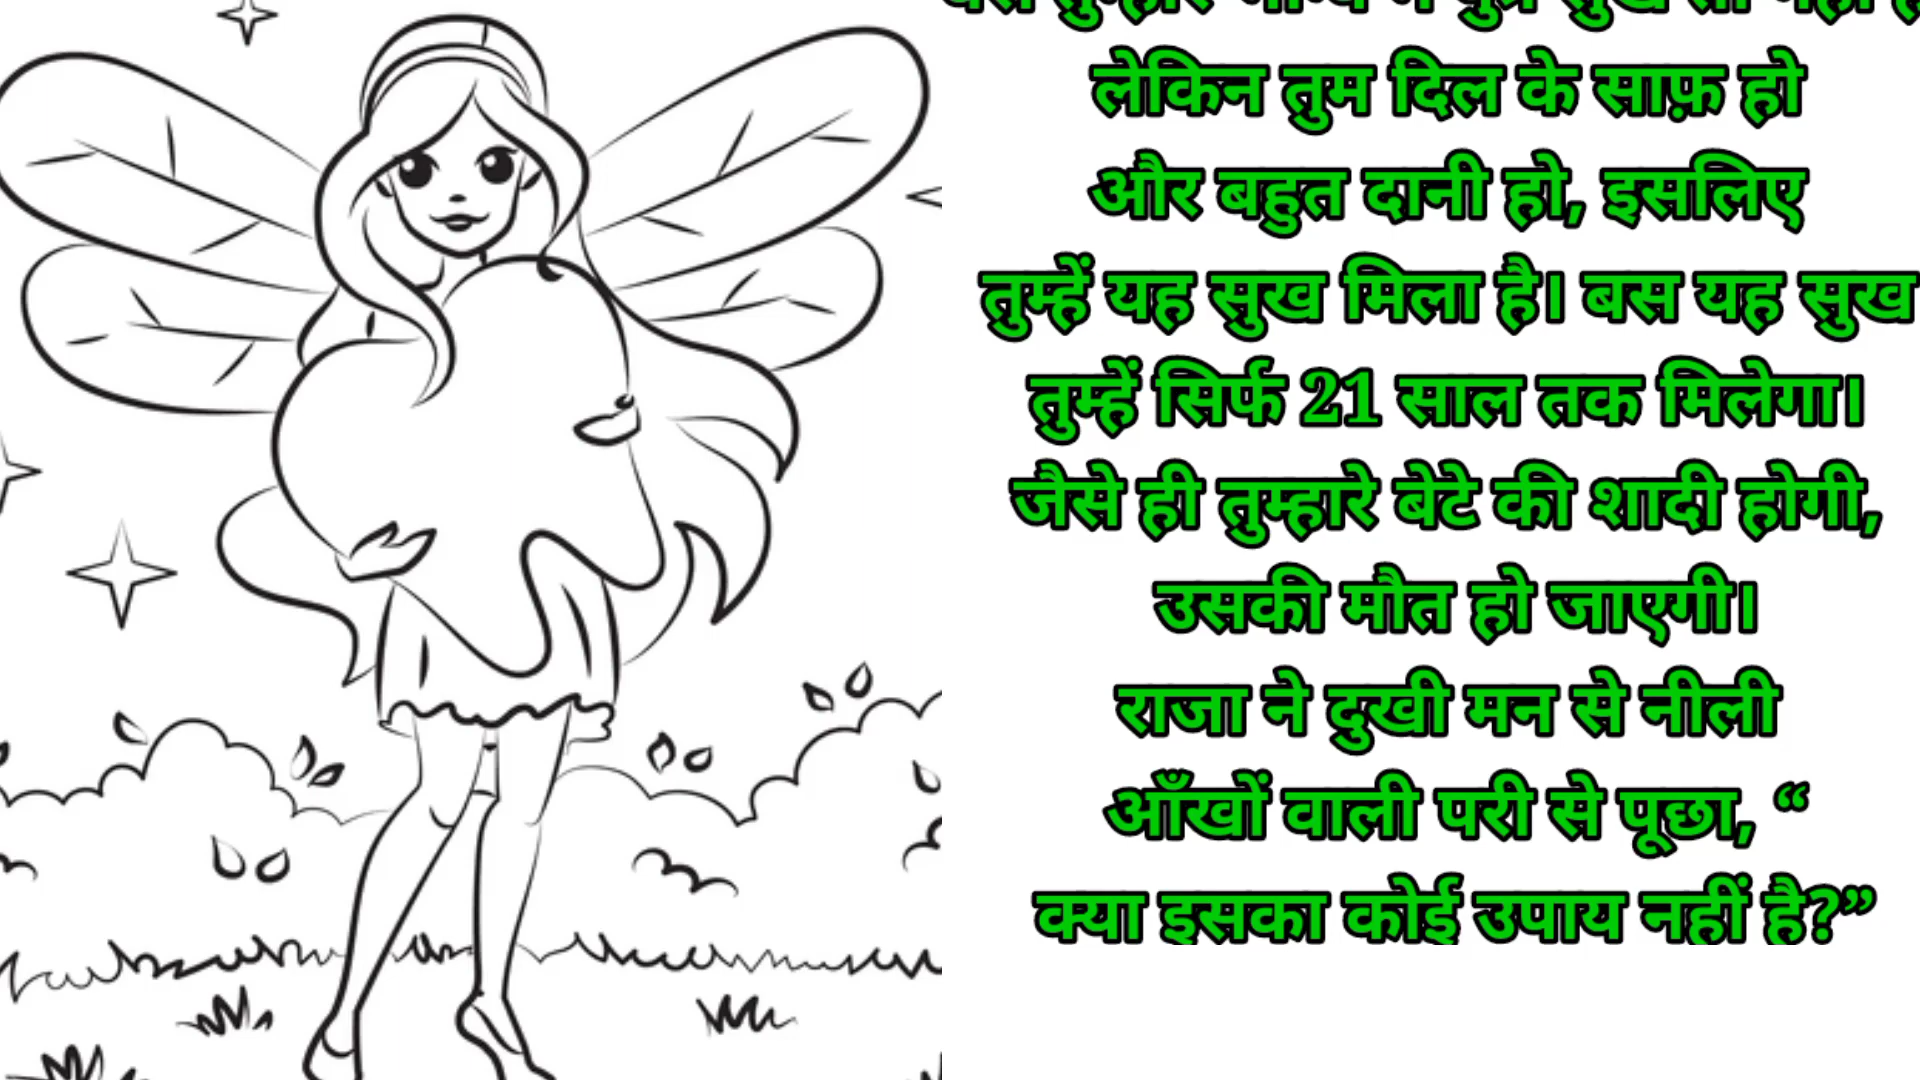 लेकिन तुम दिल के साफ़ हो
और बहुत दानी हो, इसलिए
तुम्हें यह सुख मिला है। बस यह सुख
तुम्हें सिर्फ 21 साल तक मिलेगा।
जैसे ही तुम्हारे बेटे की शादी होगी,
उसकी मौत हो जाएगी।
राजा ने दुखी मन से नीली
आँखों वाली परी से पूछा, “
क्या इसका कोई उपाय नहीं है?”